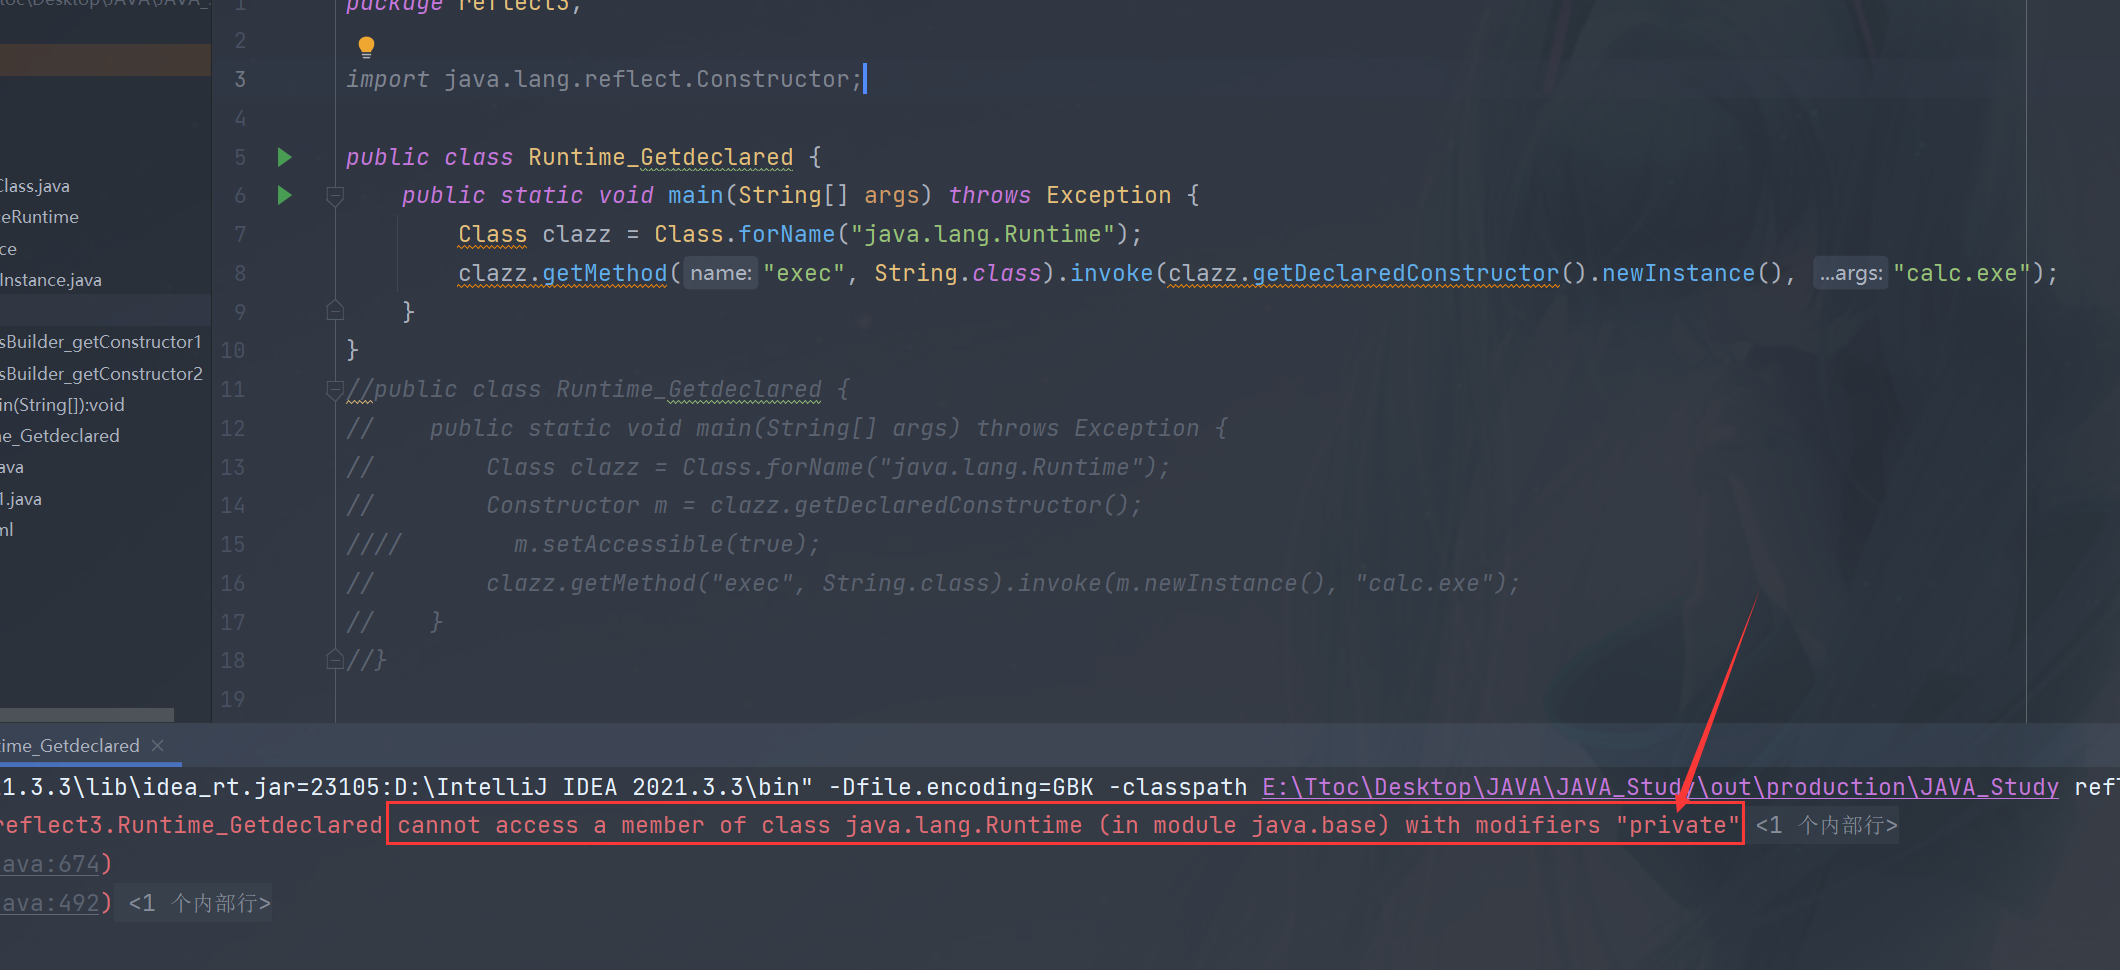 package reflect3;
import java.lang.reflect.Constructor;
public class Runtime_Getdeclared {
public static void main(String[] args) throws Exception {
Class clazz = Class.forName("java.lang.Runtime");
clazz.getMethod( name: "exec", String.class).invoke(clazz.getDeclaredConstructor().newInstance(), ...args: "calc.exe");
}
}
//public class Runtime_Getdeclared {
//    public static void main(String[] args) throws Exception {
//        Class clazz = Class.forName("java.lang.Runtime");
//        Constructor m = clazz.getDeclaredConstructor();
////        m.setAccessible(true);
//        clazz.getMethod("exec", String.class).invoke(m.newInstance(), "calc.exe");
//    }
//}
1
2
3
4
5
6
7
8
9
10
11
12
13
14
15
16
17
18
19
Class.java
eRuntime
ce
Instance.java
sBuilder_getConstructor1
sBuilder_getConstructor2
in(String[]):void
e_Getdeclared
ava
1.java
ml
time_Getdeclared ×
1.3.3\lib\idea_rt.jar=23105:D:\IntelliJ IDEA 2021.3.3\bin" -Dfile.encoding=GBK -classpath E:\Ttoc\Desktop\JAVA\JAVA_Study\out\production\JAVA_Study refl
reflect3.Runtime_Getdeclared cannot access a member of class java.lang.Runtime (in module java.base) with modifiers "private" <1 个内部行>
ava:674)
ava:492) <1 个内部行>